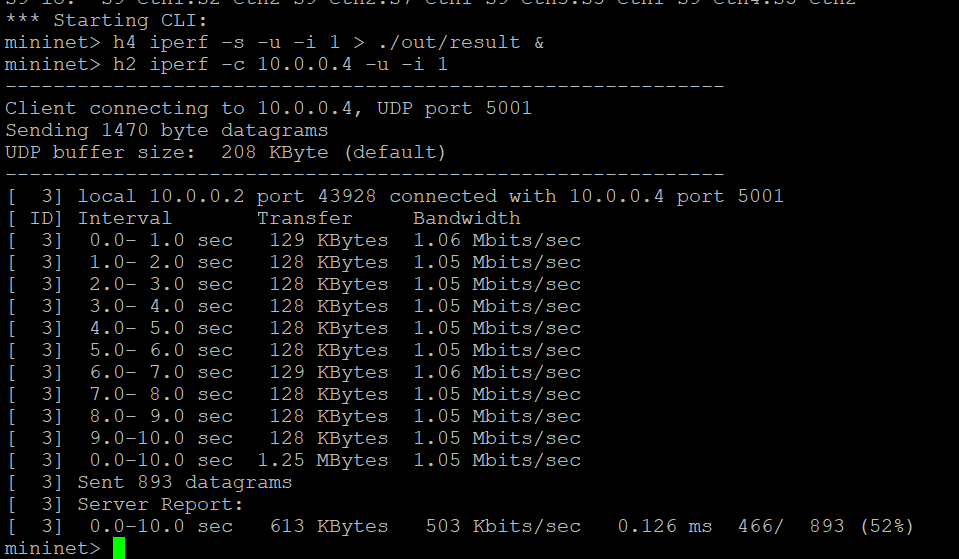 *** Starting CLI:
mininet> h4 iperf -s -u -i 1 > ./out/result &
mininet> h2 iperf -c 10.0.0.4 -u -i 1
------------------------------------------------------------
Client connecting to 10.0.0.4, UDP port 5001
Sending 1470 byte datagrams
UDP buffer size:  208 KByte (default)
------------------------------------------------------------
[  3] local 10.0.0.2 port 43928 connected with 10.0.0.4 port 5001
[ ID] Interval       Transfer     Bandwidth
[  3]  0.0- 1.0 sec   129 KBytes  1.06 Mbits/sec
[  3]  1.0- 2.0 sec   128 KBytes  1.05 Mbits/sec
[  3]  2.0- 3.0 sec   128 KBytes  1.05 Mbits/sec
[  3]  3.0- 4.0 sec   128 KBytes  1.05 Mbits/sec
[  3]  4.0- 5.0 sec   128 KBytes  1.05 Mbits/sec
[  3]  5.0- 6.0 sec   128 KBytes  1.05 Mbits/sec
[  3]  6.0- 7.0 sec   129 KBytes  1.06 Mbits/sec
[  3]  7.0- 8.0 sec   128 KBytes  1.05 Mbits/sec
[  3]  8.0- 9.0 sec   128 KBytes  1.05 Mbits/sec
[  3]  9.0-10.0 sec   128 KBytes  1.05 Mbits/sec
[  3]  0.0-10.0 sec  1.25 MBytes  1.05 Mbits/sec
[  3] Sent 893 datagrams
[  3] Server Report:
[  3]  0.0-10.0 sec   613 KBytes   503 Kbits/sec   0.126 ms  466/  893 (52%)
mininet>